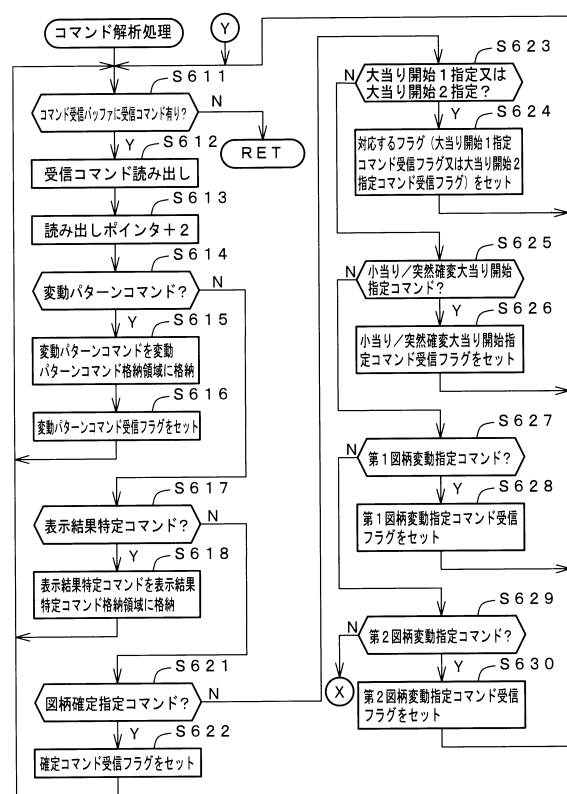 コマンド解析処理
Y
S611
コマンド受信バッファに受信コマンド有り?
N
RET
Y
S612
受信コマンド読み出し
S613
読み出しポインタ+2
S614
変動パターンコマンド?
N
Y
S615
変動パターンコマンドを変動
パターンコマンド格納領域に格納
S616
変動パターンコマンド受信フラグをセット
S617
表示結果特定コマンド?
N
Y
S618
表示結果特定コマンドを表示結果
特定コマンド格納領域に格納
S621
図柄確定指定コマンド?
N
Y
S622
確定コマンド受信フラグをセット
S623
N
大当り開始1指定又は
大当り開始2指定?
Y
S624
対応するフラグ(大当り開始1指定
コマンド受信フラグ又は大当り開始2
指定コマンド受信フラグ)をセット
S625
N
小当り/突然確変大当り開始
指定コマンド?
Y
S626
小当り/突然確変大当り開始指
定コマンド受信フラグをセット
S627
N
第1図柄変動指定コマンド?
Y
S628
第1図柄変動指定コマンド受信
フラグをセット
S629
N
第2図柄変動指定コマンド?
X
Y
S630
第2図柄変動指定コマンド受信
フラグをセット